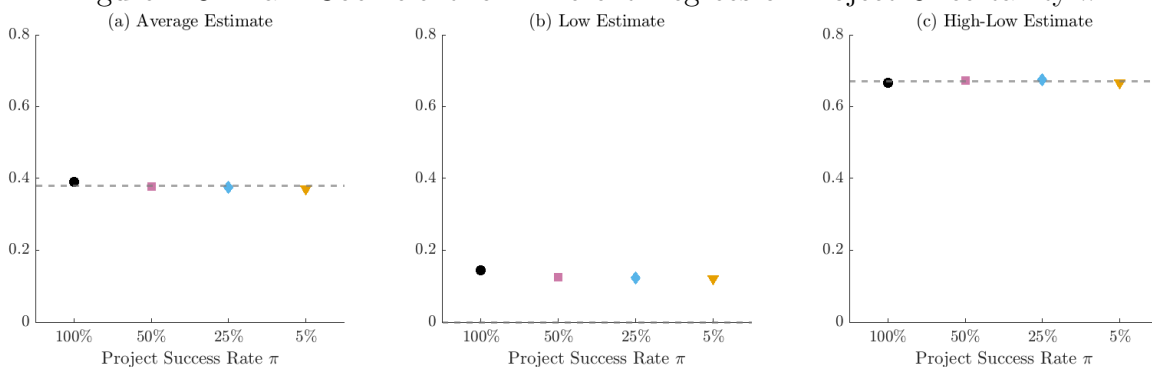 (a) Average Estimate
0.8
0.6
0.4
0.2
0
100% 50% 25% 5%
Project Success Rate π
(b) Low Estimate
0.8
0.6
0.4
0.2
0
100% 50% 25% 5%
Project Success Rate π
(c) High-Low Estimate
0.8
0.6
0.4
0.2
0
100% 50% 25% 5%
Project Success Rate π